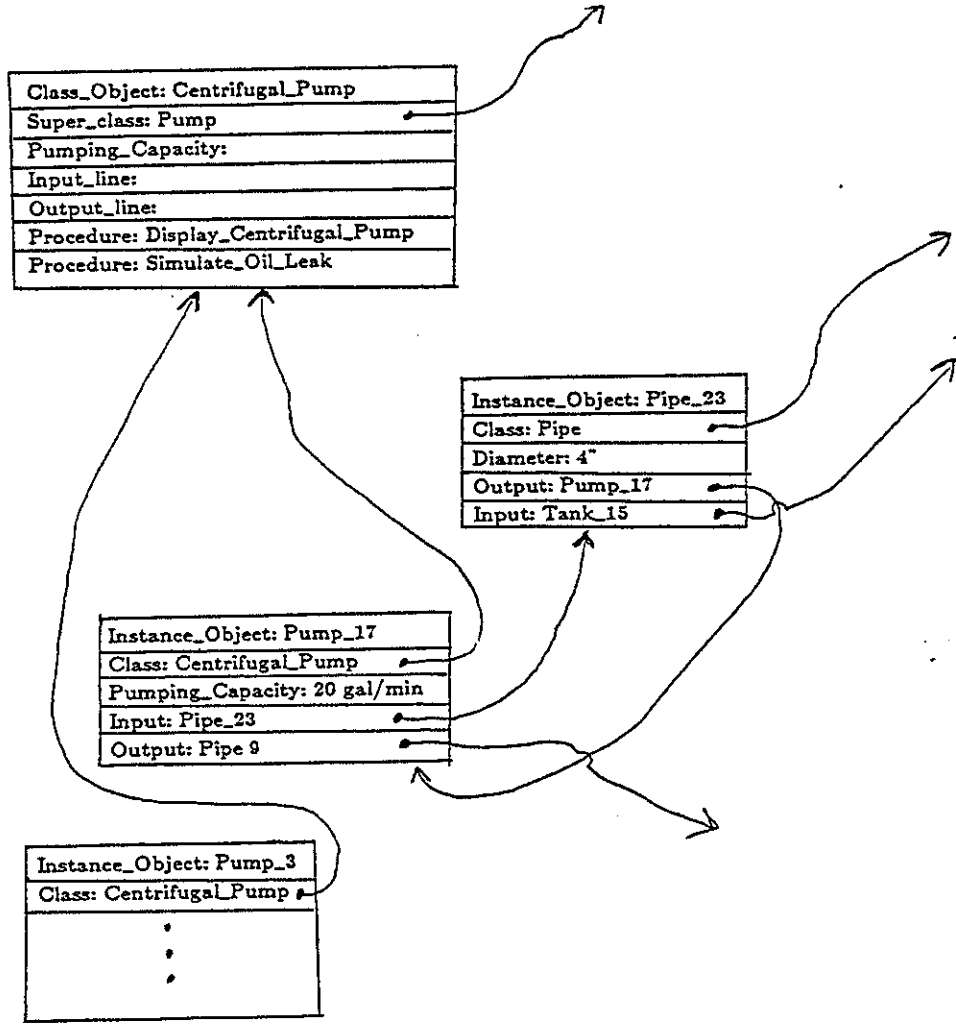 Class_Object: Centrifugal_Pump
Super_class: Pump
Pumping_Capacity:
Input_line:
Output_line:
Procedure: Display_Centrifugal_Pump
Procedure: Simulate_Oil_Leak
Instance_Object: Pipe_23
Class: Pipe
Diameter: 4"
Output: Pump_17
Input: Tank_15
Instance_Object: Pump_17
Class: Centrifugal_Pump
Pumping_Capacity: 20 gal/min
Input: Pipe_23
Output: Pipe 9
Instance_Object: Pump_3
Class: Centrifugal_Pump